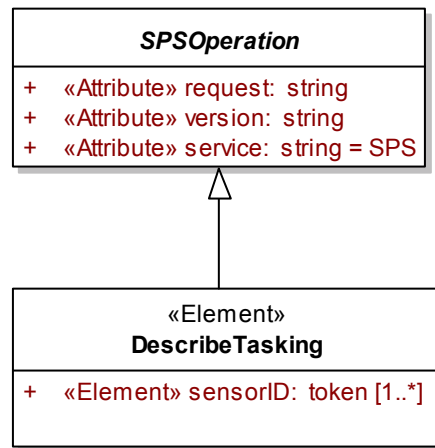 SPSOperation
+ «Attribute» request: string
+ «Attribute» version: string
+ «Attribute» service: string = SPS
«Element»
DescribeTasking
+ «Element» sensorID: token [1..*]